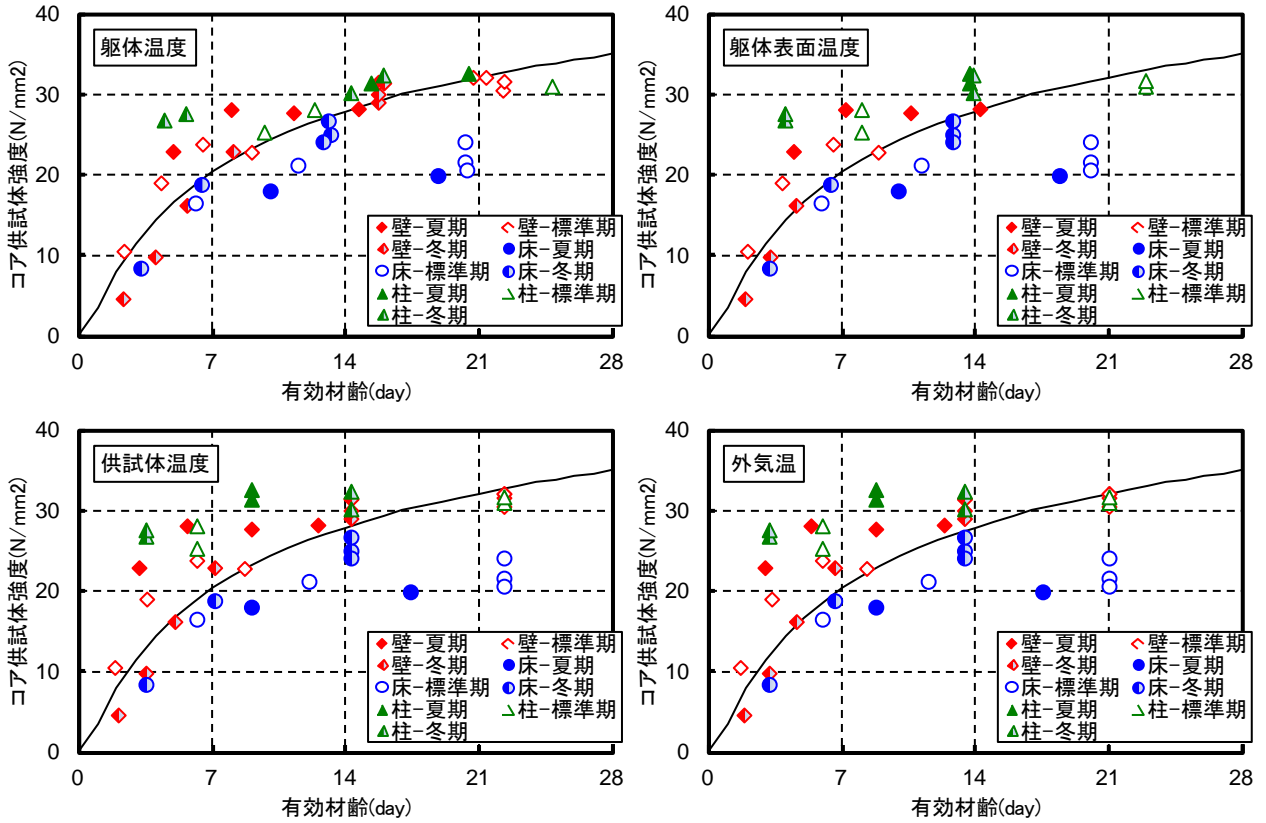 躯体温度
コア供試体強度(N/mm2)
40
30
20
10
0
0 7 14 21 28
有効材齢(day)
壁-夏期 壁-標準期
壁-冬期 床-夏期
床-標準期 床-冬期
柱-夏期 柱-標準期
柱-冬期
躯体表面温度
コア供試体強度(N/mm2)
40
30
20
10
0
0 7 14 21 28
有効材齢(day)
壁-夏期 壁-標準期
壁-冬期 床-夏期
床-標準期 床-冬期
柱-夏期 柱-標準期
柱-冬期
供試体温度
コア供試体強度(N/mm2)
40
30
20
10
0
0 7 14 21 28
有効材齢(day)
壁-夏期 壁-標準期
壁-冬期 床-夏期
床-標準期 床-冬期
柱-夏期 柱-標準期
柱-冬期
外気温
コア供試体強度(N/mm2)
40
30
20
10
0
0 7 14 21 28
有効材齢(day)
壁-夏期 壁-標準期
壁-冬期 床-夏期
床-標準期 床-冬期
柱-夏期 柱-標準期
柱-冬期